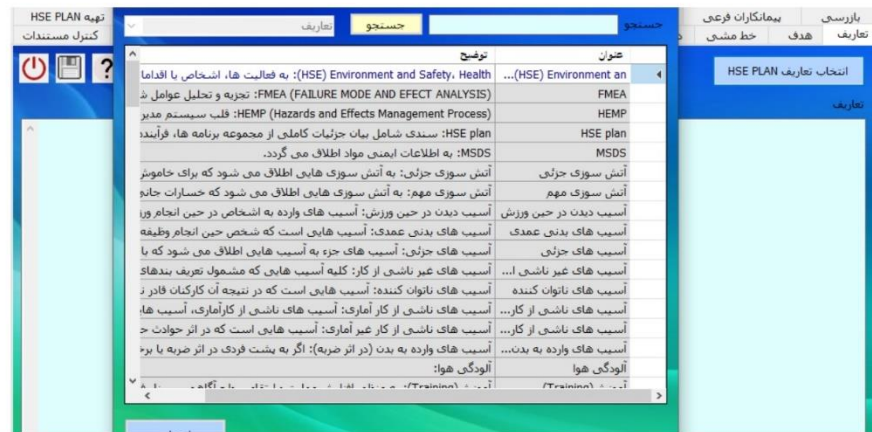 بازرسی پیمانکاران فرعی تهیه HSE PLAN
تعاریف هدف خط مشی کنترل مستندات
جستجو جستجو تعاریف
انتخاب تعاریف HSE PLAN
تعاریف
عنوان توضیح
(HSE) Environment an... (HSE) Environment and Safety، Health): به فعالیت ها، اشخاص یا اقداما
FMEA FMEA (FAILURE MODE AND EFECT ANALYSIS): تجزیه و تحلیل عوامل
HEMP HEMP (Hazards and Effects Management Process): قلب سیستم مدیر
HSE plan HSE plan: سندی شامل بیان جزئیات کاملی از مجموعه برنامه ها، فرآیند
MSDS MSDS: به اطلاعات ایمنی مواد اطلاق می گردد.
آتش سوزی جزئی آتش سوزی جزئی: به آتش سوزی هایی اطلاق می شود که برای خاموش
آتش سوزی مهم آتش سوزی مهم: به آتش سوزی هایی اطلاق می شود که خسارات جانی
آسیب دیدن در حین ورزش آسیب دیدن در حین ورزش: آسیب های وارده به اشخاص در حین انجام ورز
آسیب های بدنی عمدی آسیب های بدنی عمدی: آسیب هایی است که شخص حین انجام وظیفه
آسیب های جزئی آسیب های جزئی: آسیب های جزء به آسیب هایی اطلاق می شود که با
آسیب های غیر ناشی ا... آسیب های غیر ناشی از کار: کلیه آسیب هایی که مشمول تعریف بندهای
آسیب های ناتوان کننده آسیب های ناتوان کننده: آسیب هایی است که در نتیجه آن کارکنان قادر ن
آسیب های ناشی از کار... آسیب های ناشی از کار آماری: آسیب های ناشی از کارآماری، آسیب ها
آسیب های ناشی از کار... آسیب های ناشی از کار غیر آماری: آسیب هایی است که در اثر حوادث ح
آسیب های وارده به بدن... آسیب های وارده به بدن (در اثر ضربه): اگر به پشت فردی در اثر ضربه یا برخ
آلودگی هوا آلودگی هوا: